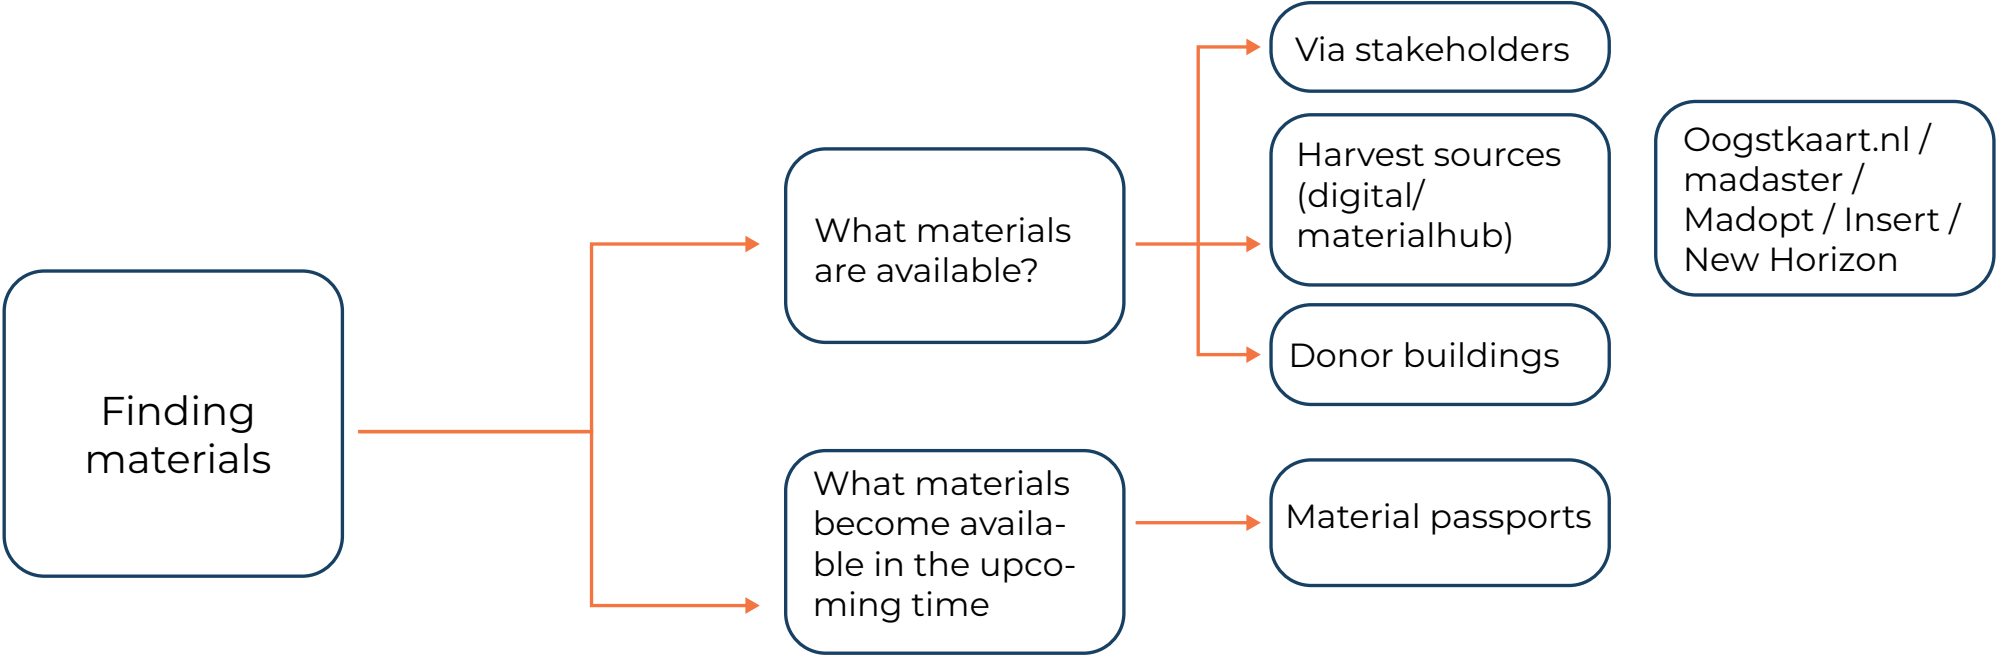 Finding
materials
What materials
are available?
What materials
become availa-
ble in the upco-
ming time
Via stakeholders
Harvest sources
(digital/
materialhub)
Donor buildings
Material passports
Oogstkaart.nl /
madaster /
Madopt / Insert /
New Horizon